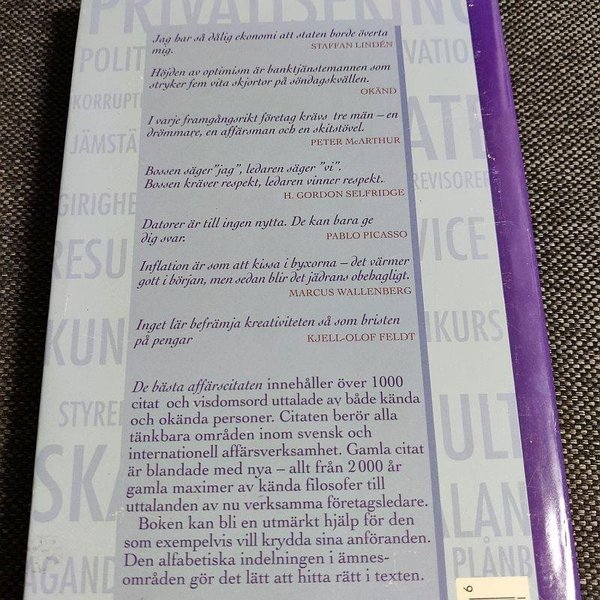 PRIVATISERING
Jag har så dålig ekonomi att staten borde överta
mig.
STAFFAN LINDÉN
POLIT
VATION
Höjden av optimism är banktjänstemannen som
stryker fem vita skjortor på söndagskvällen.
OKÄND
KORRUPT
I varje framgångsrikt företag krävs tre män – en
drömmare, en affärsman och en skitstövel.
PETER McARTHUR
JÄMSTÄ
ATE
Bossen säger "jag", ledaren säger "vi".
Bossen kräver respekt, ledaren vinner respekt.
H. GORDON SELFRIDGE
REVISORER
GIRIGHE
Datorer är till ingen nytta. De kan bara ge
dig svar.
PABLO PICASSO
RESU
VICE
Inflation är som att kissa i byxorna – det värmer
gott i början, men sedan blir det jädrans obehagligt.
MARCUS WALLENBERG
Inget lär befrämja kreativiteten så som bristen
på pengar
KJELL-OLOF FELDT
KUN
NKURS
De bästa affärscitaten innehåller över 1000
citat och visdomsord uttalade av både kända
och okända personer. Citaten berör alla
tänkbara områden inom svensk och
internationell affärsverksamhet. Gamla citat
är blandade med nya – allt från 2000 år
gamla maximer av kända filosofer till
uttalanden av nu verksamma företagsledare.
Boken kan bli en utmärkt hjälp för den
som exempelvis vill krydda sina anföranden.
Den alfabetiska indelningen i ämnes-
områden gör det lätt att hitta rätt i texten.
STYRE
SKA
ULT
ALAN
AGAND
PLÅNB
9